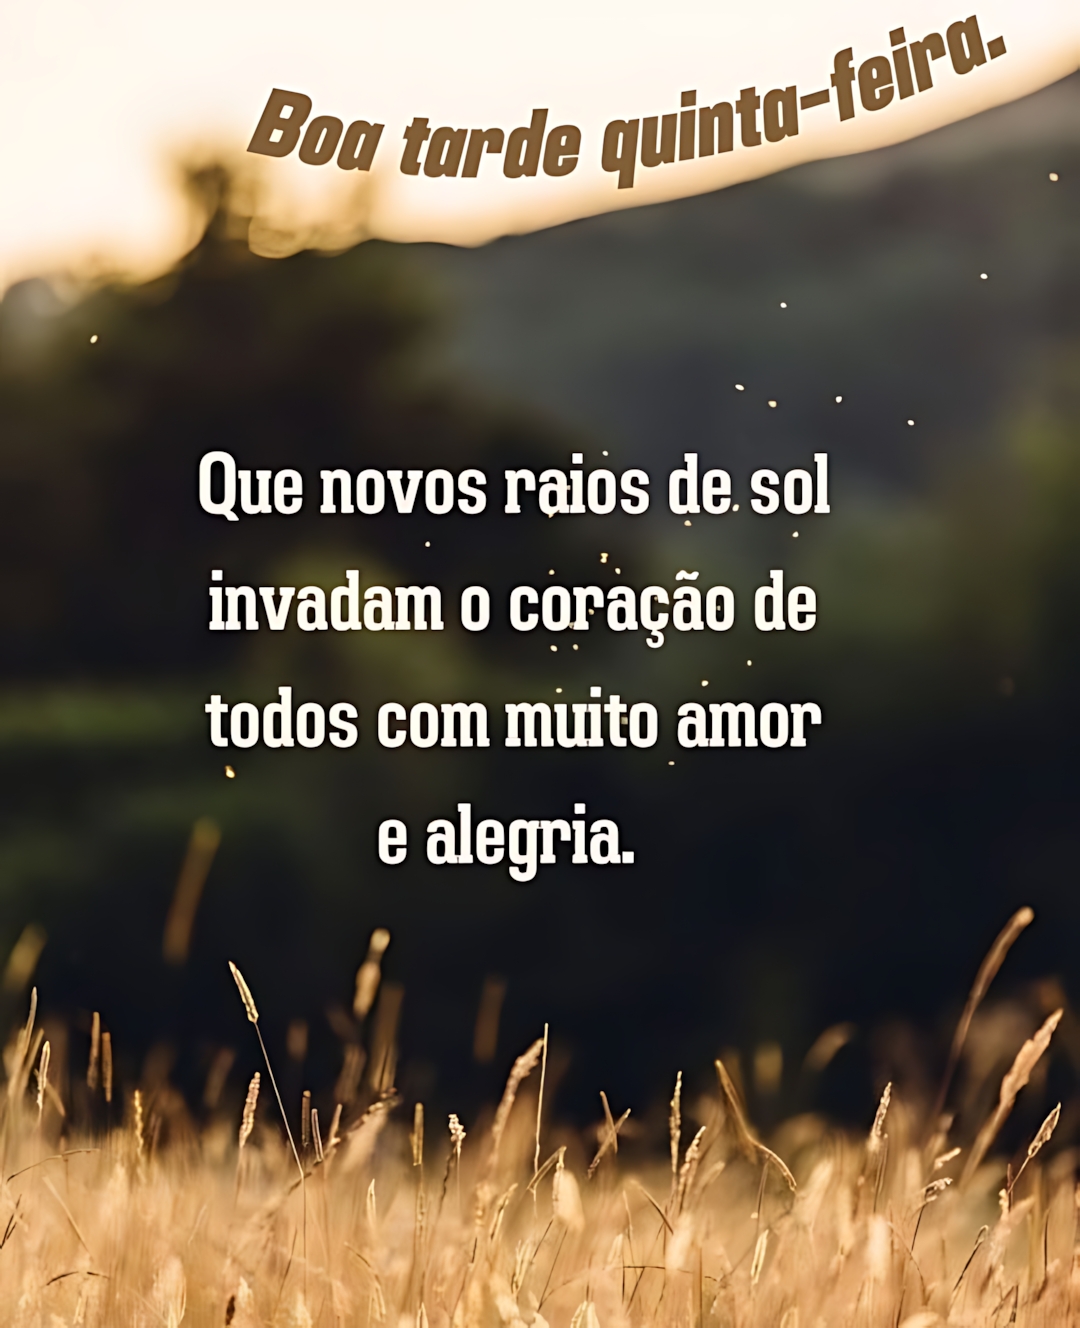 Boa tarde quinta-feira.
Que novos raios de sol
invadam o coração de
todos com muito amor
e alegria.